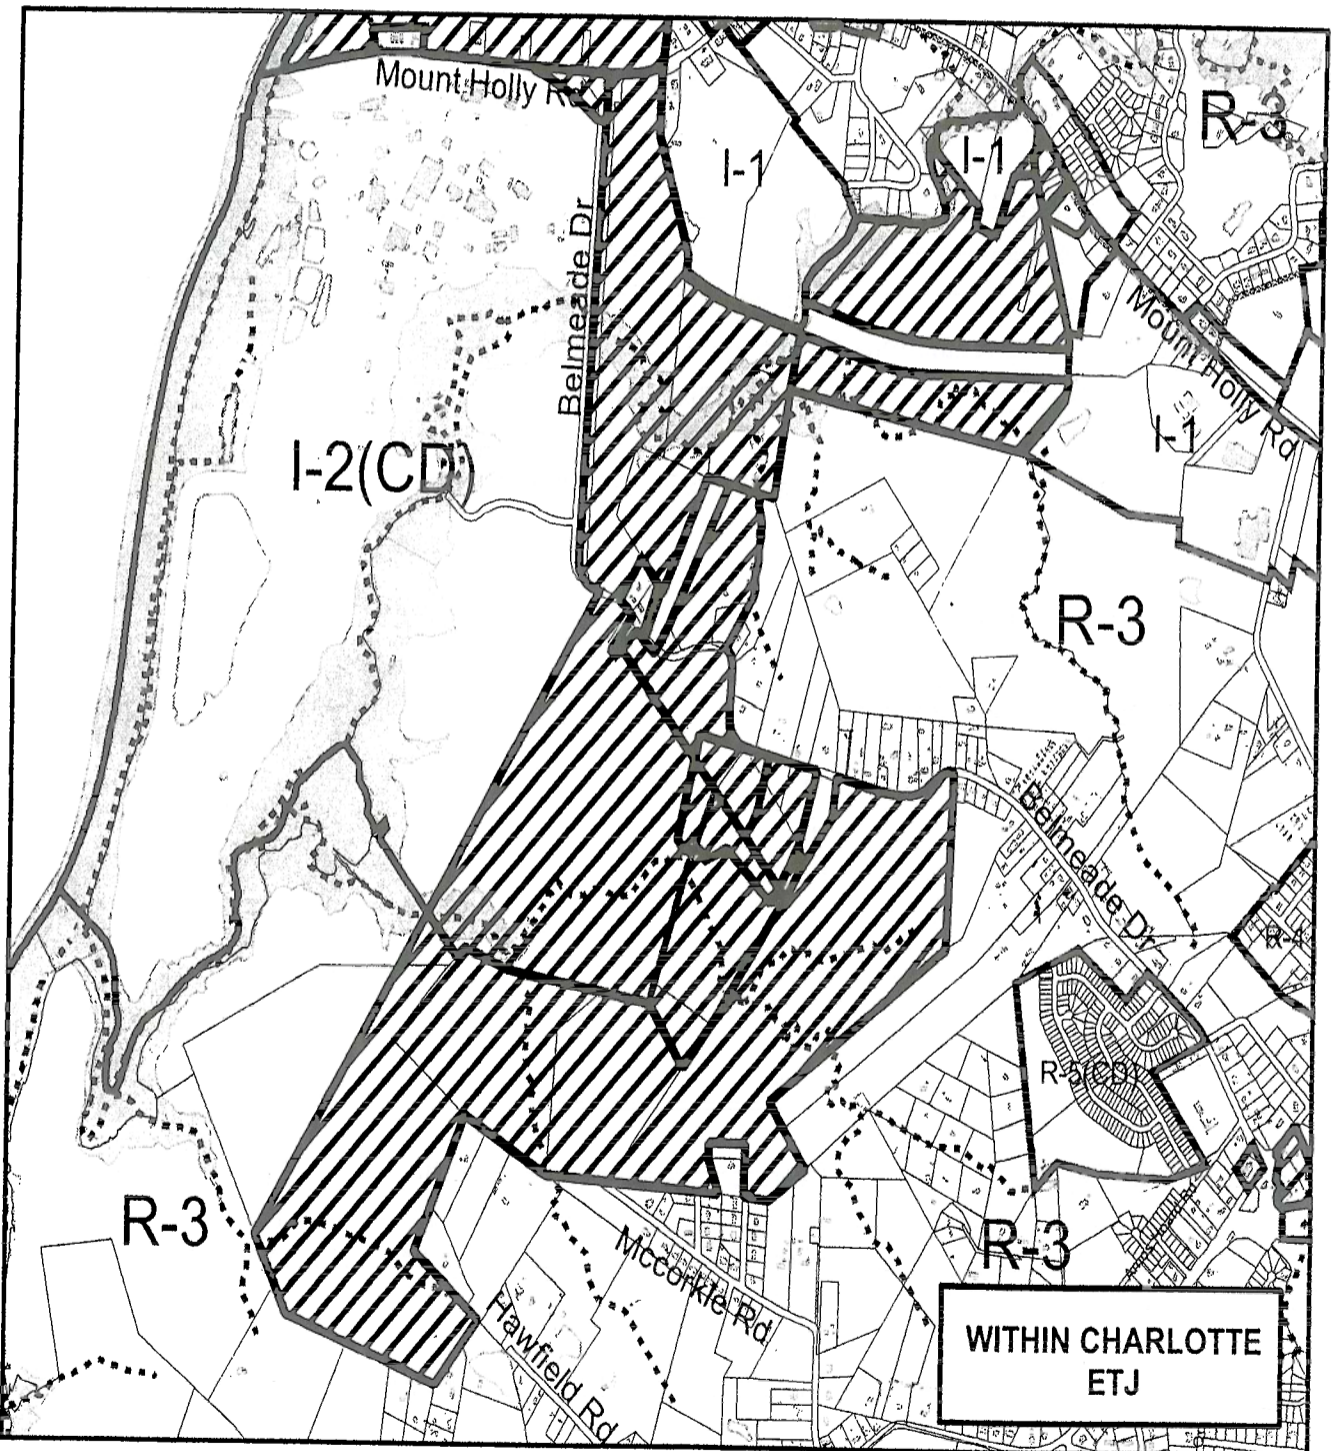 Mount Holly Rd
R-3
I-1
I-1
Belmeade Dr
Mount Holly Rd
I-1
I-2(CD)
R-3
Belmeade Dr
R-4
R-5(CD)
R-3
R-3
Mccorkle Rd
Hawfield Rd
WITHIN CHARLOTTE
ETJ